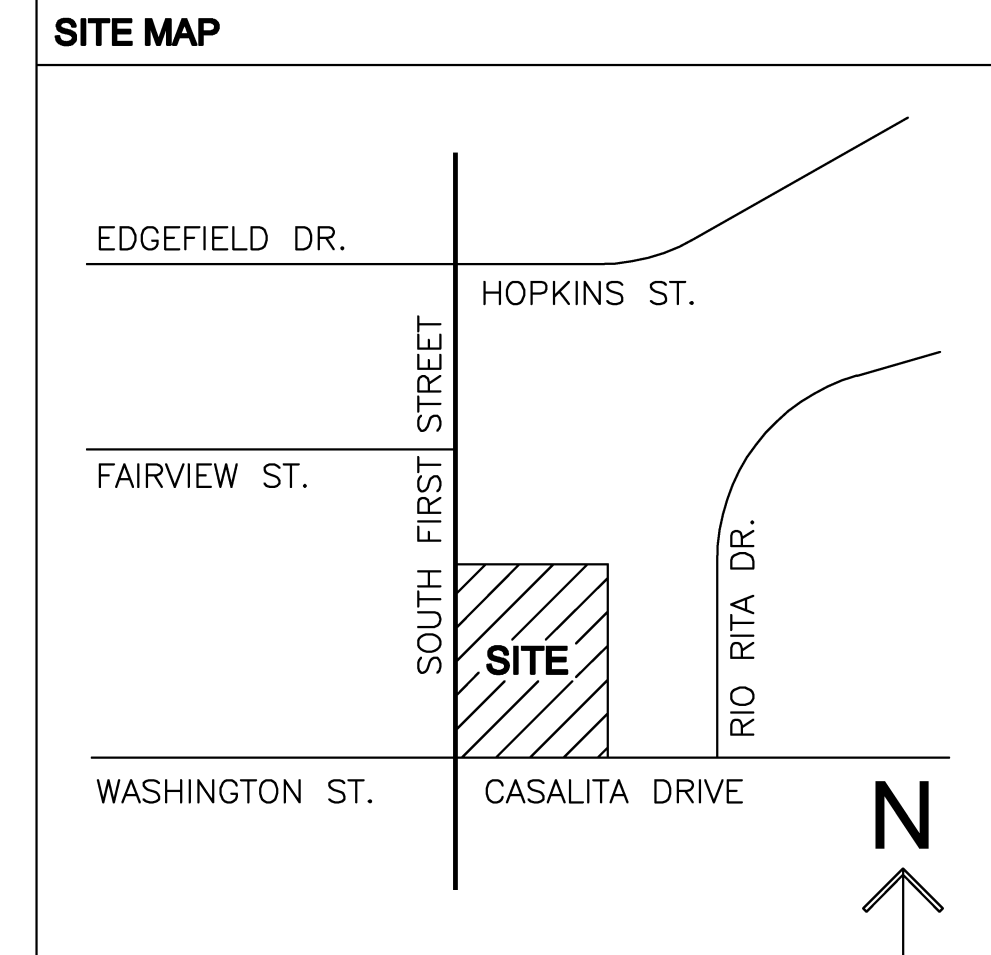 SITE MAP
EDGEFIELD DR.
HOPKINS ST.
SOUTH FIRST STREET
FAIRVIEW ST.
RIO RITA DR.
SITE
WASHINGTON ST.
CASALITA DRIVE
N